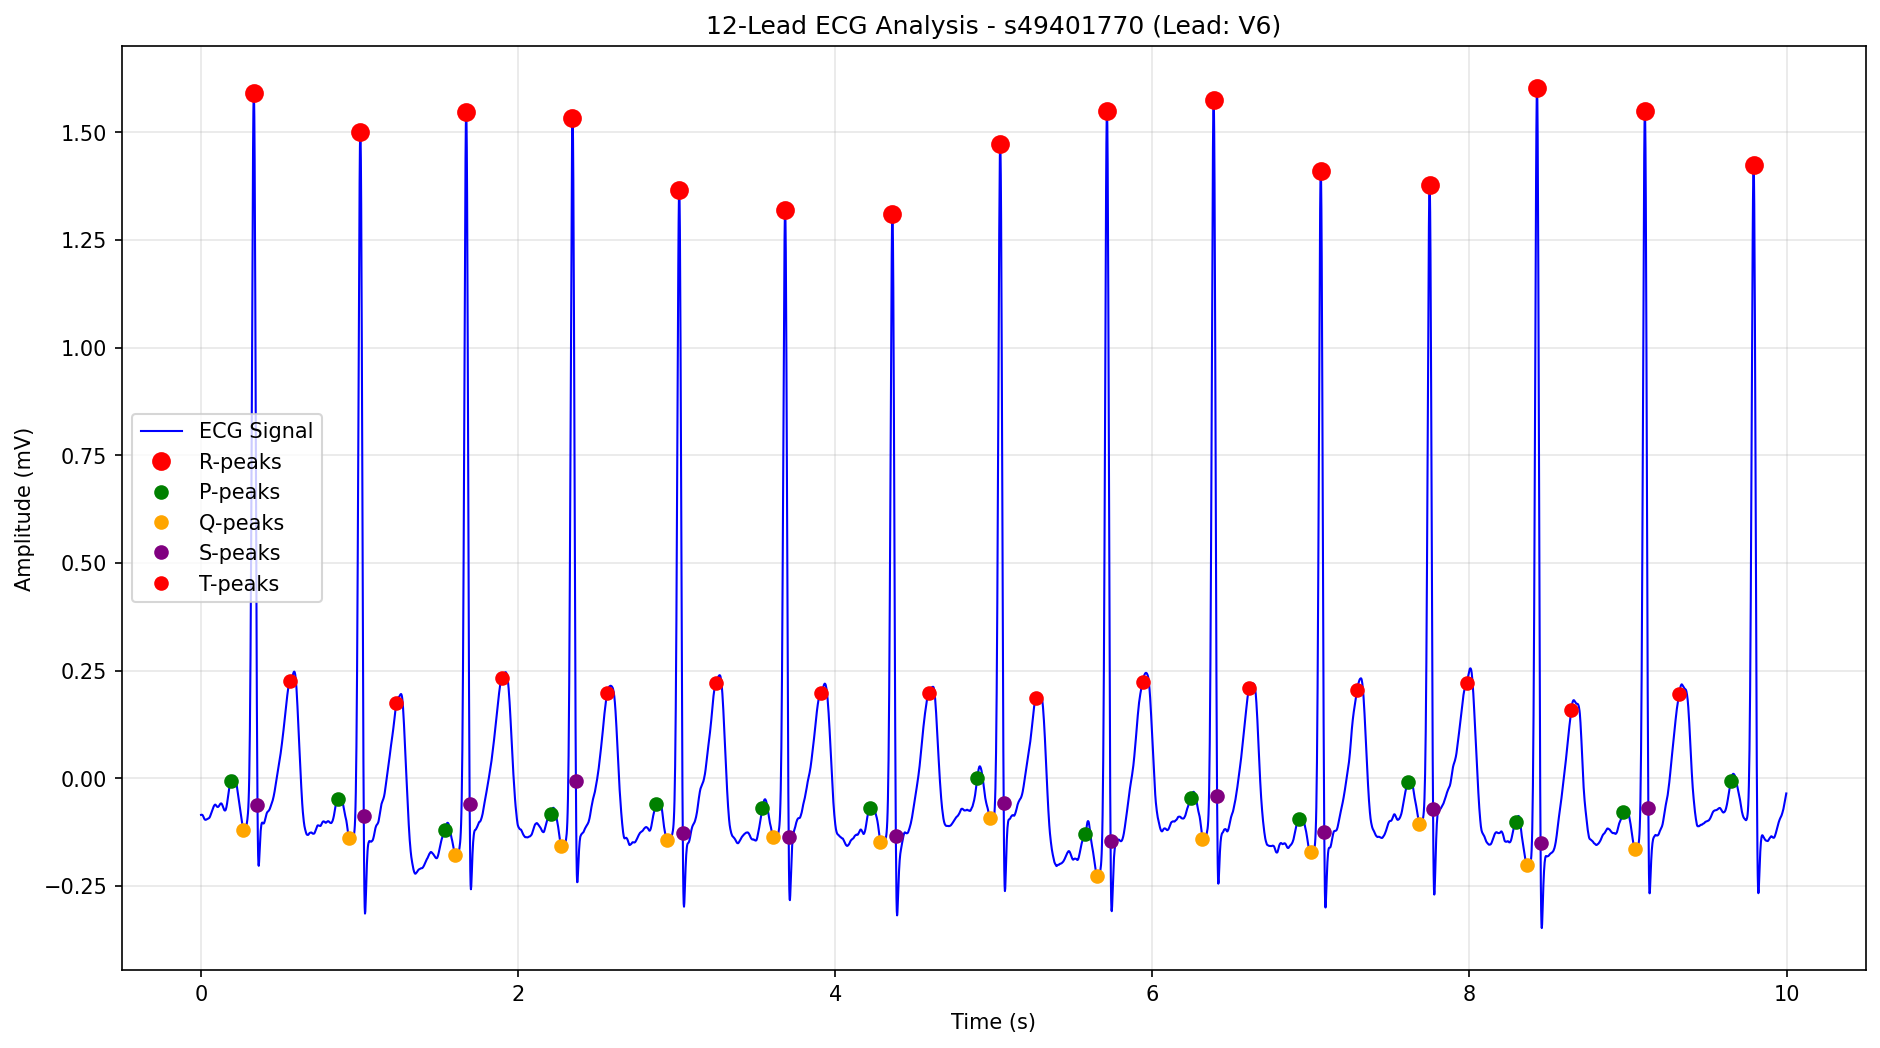 12-Lead ECG Analysis - s49401770 (Lead: V6)
Amplitude (mV)
1.50
1.25
1.00
0.75
0.50
0.25
0.00
−0.25
ECG Signal
R-peaks
P-peaks
Q-peaks
S-peaks
T-peaks
0 2 4 6 8 10
Time (s)